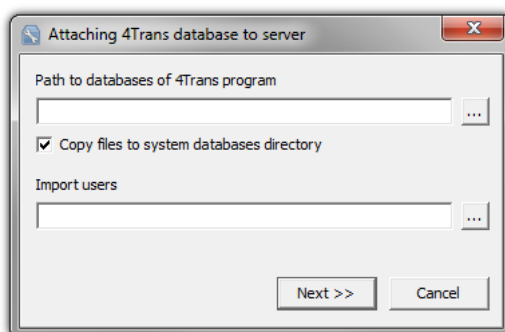 Attaching 4Trans database to server
Path to databases of 4Trans program
...
Copy files to system databases directory
Import users
...
Next >> Cancel